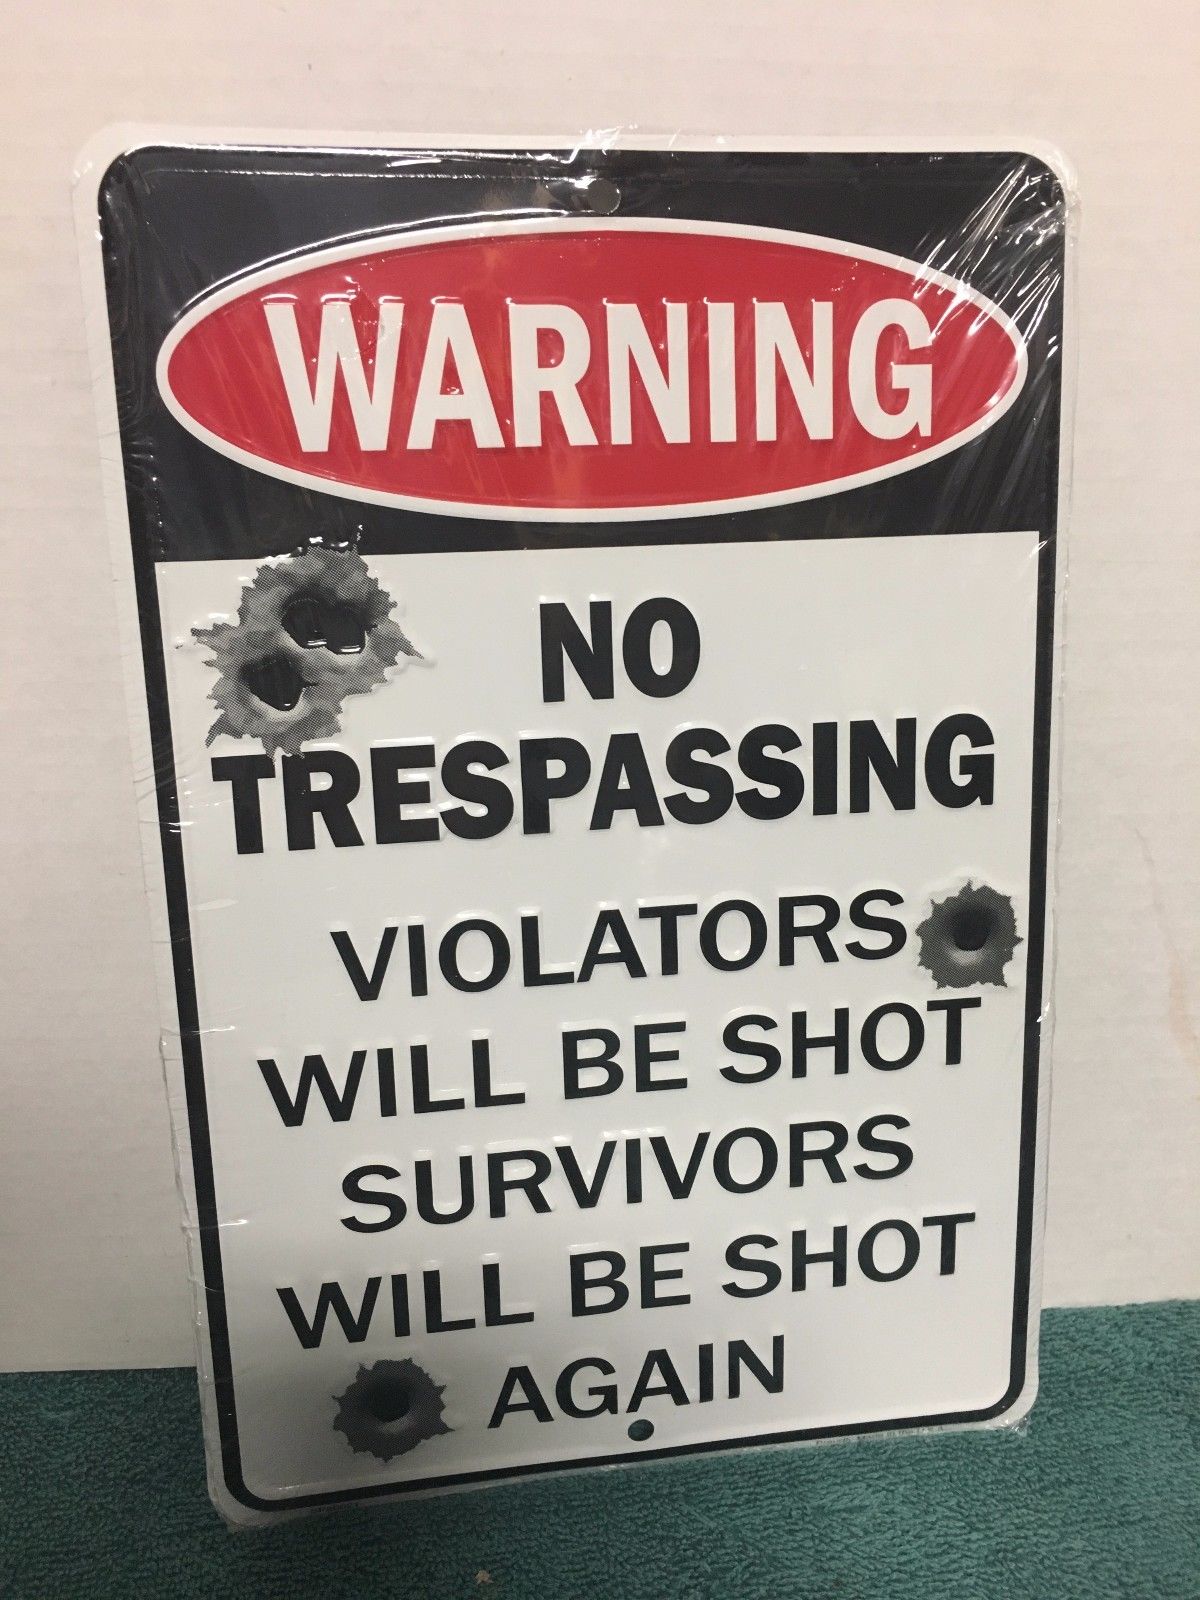 WARNING
NO
TRESPASSING
VIOLATORS
WILL BE SHOT
SURVIVORS
WILL BE SHOT
AGAIN